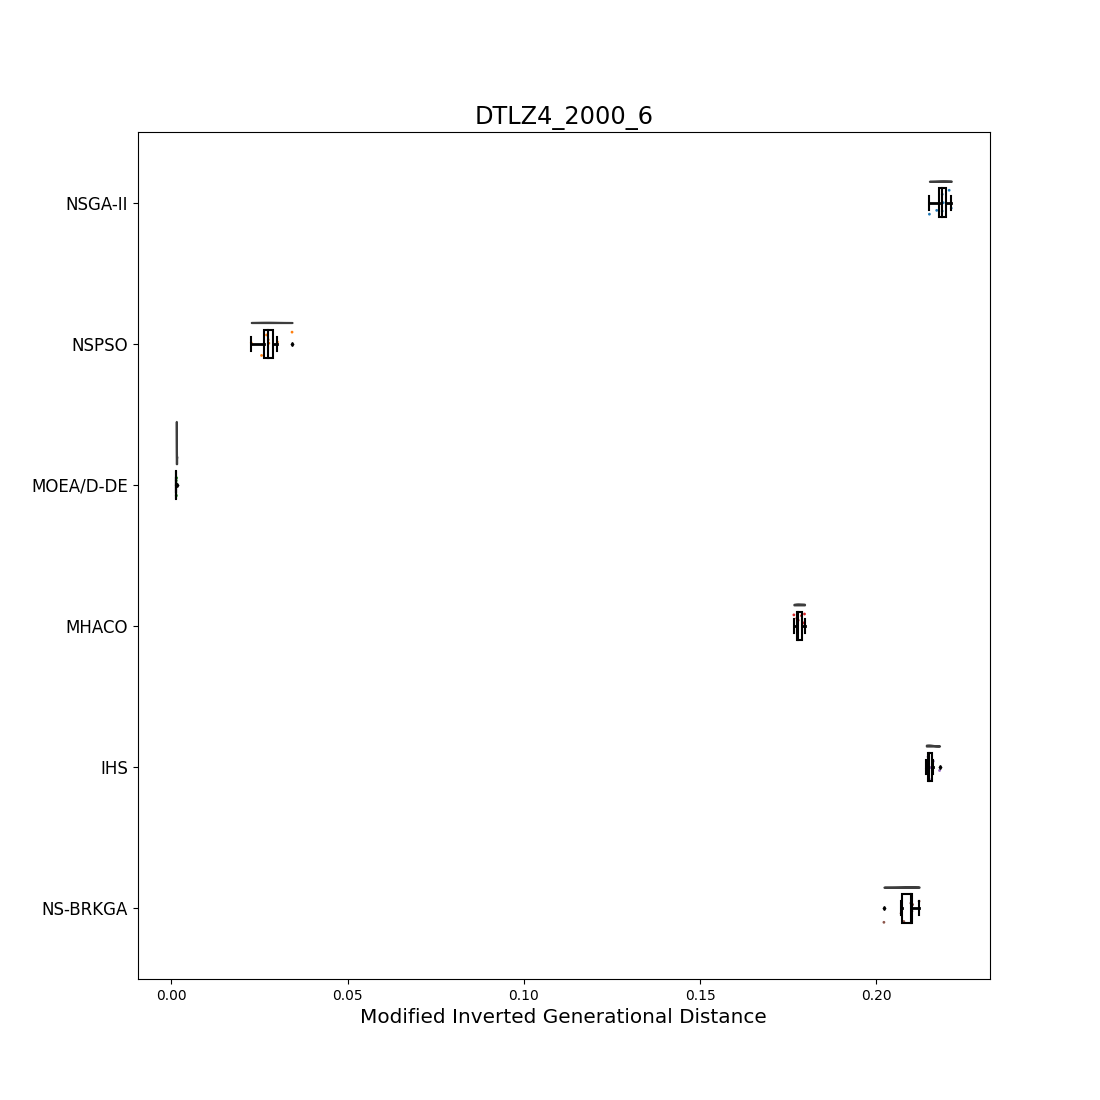 DTLZ4_2000_6
NSGA-II
NSPSO
MOEA/D-DE
MHACO
IHS
NS-BRKGA
0.00 0.05 0.10 0.15 0.20
Modified Inverted Generational Distance